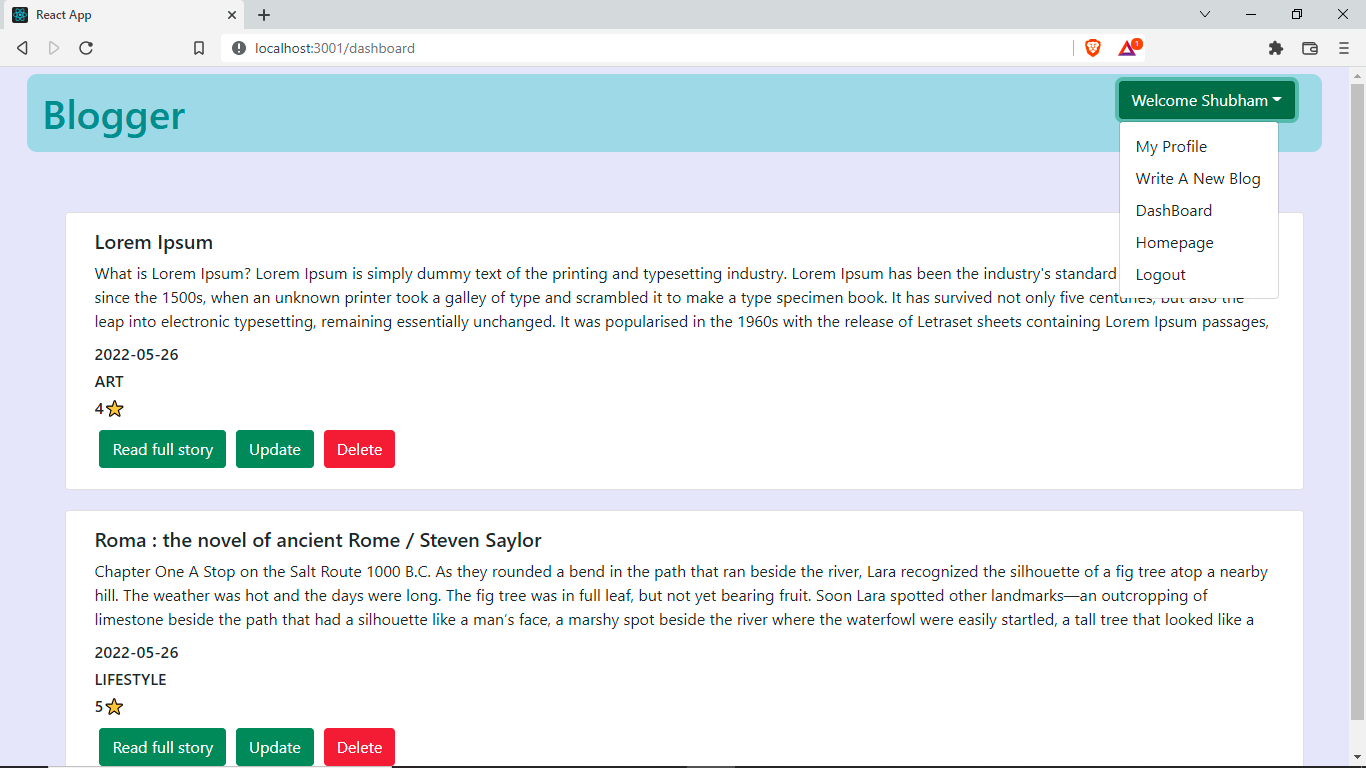 React App
localhost:3001/dashboard
1
Blogger
Welcome Shubham
My Profile
Write A New Blog
DashBoard
Homepage
Logout
Lorem Ipsum
What is Lorem Ipsum? Lorem Ipsum is simply dummy text of the printing and typesetting industry. Lorem Ipsum has been the industry's standard
since the 1500s, when an unknown printer took a galley of type and scrambled it to make a type specimen book. It has survived not only five centuries, but also the
leap into electronic typesetting, remaining essentially unchanged. It was popularised in the 1960s with the release of Letraset sheets containing Lorem Ipsum passages,
2022-05-26
ART
4
Read full story Update Delete
Roma : the novel of ancient Rome / Steven Saylor
Chapter One A Stop on the Salt Route 1000 B.C. As they rounded a bend in the path that ran beside the river, Lara recognized the silhouette of a fig tree atop a nearby
hill. The weather was hot and the days were long. The fig tree was in full leaf, but not yet bearing fruit. Soon Lara spotted other landmarks—an outcropping of
limestone beside the path that had a silhouette like a man’s face, a marshy spot beside the river where the waterfowl were easily startled, a tall tree that looked like a
2022-05-26
LIFESTYLE
5
Read full story Update Delete